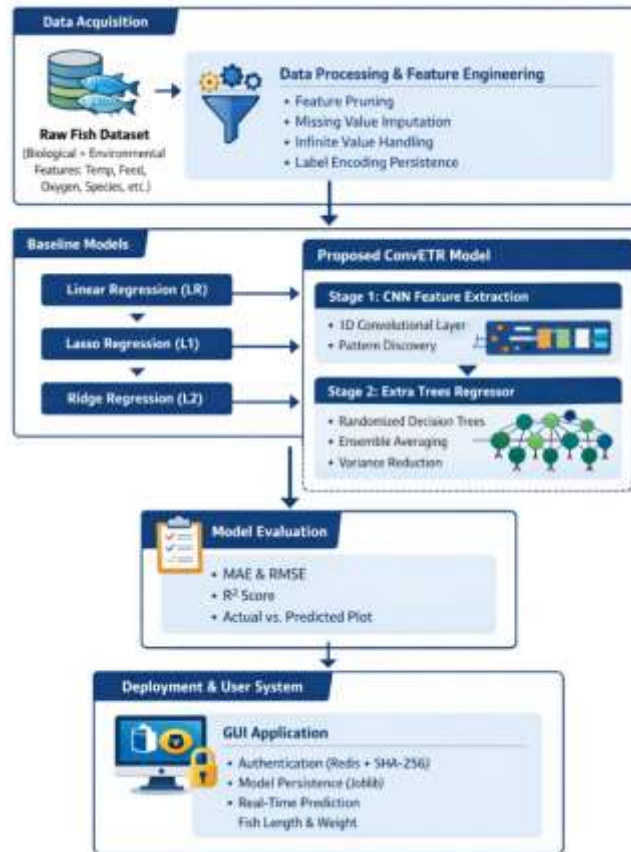 Data Acquisition
Raw Fish Dataset
(Biological + Environmental
Features: Temp, Feed,
Oxygen, Species, etc.)
Data Processing & Feature Engineering
• Feature Pruning
• Missing Value Imputation
• Infinite Value Handling
• Label Encoding Persistence
Baseline Models
Linear Regression (LR)
Lasso Regression (L1)
Ridge Regression (L2)
Proposed ConvETR Model
Stage 1: CNN Feature Extraction
• 1D Convolutional Layer
• Pattern Discovery
Stage 2: Extra Trees Regressor
• Randomized Decision Trees
• Ensemble Averaging
• Variance Reduction
Model Evaluation
• MAE & RMSE
• R² Score
• Actual vs. Predicted Plot
Deployment & User System
GUI Application
• Authentication (Redis + SHA-256)
• Model Persistence (Joblib)
• Real-Time Prediction
Fish Length & Weight